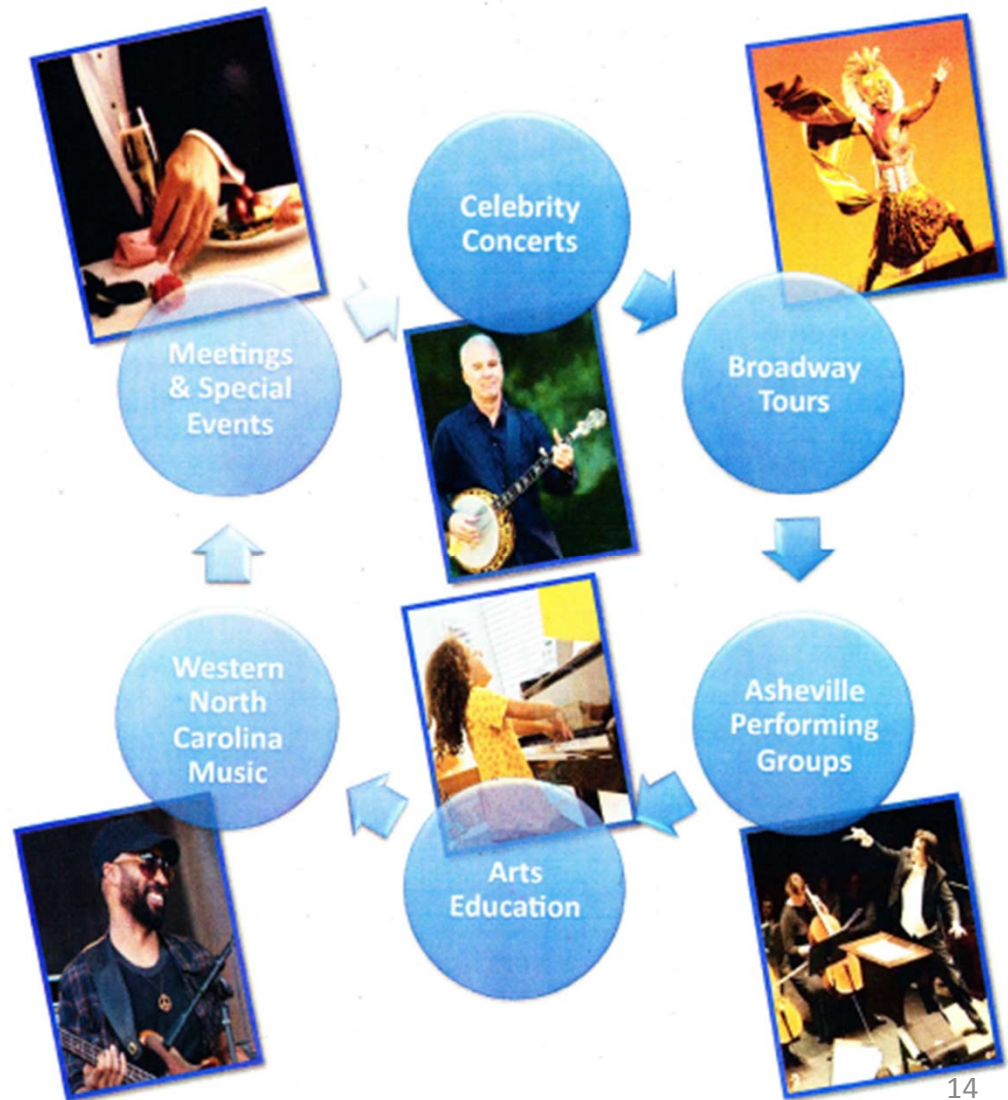 Celebrity
Concerts
Broadway
Tours
Asheville
Performing
Groups
Arts
Education
Western
North
Carolina
Music
Meetings
& Special
Events
14